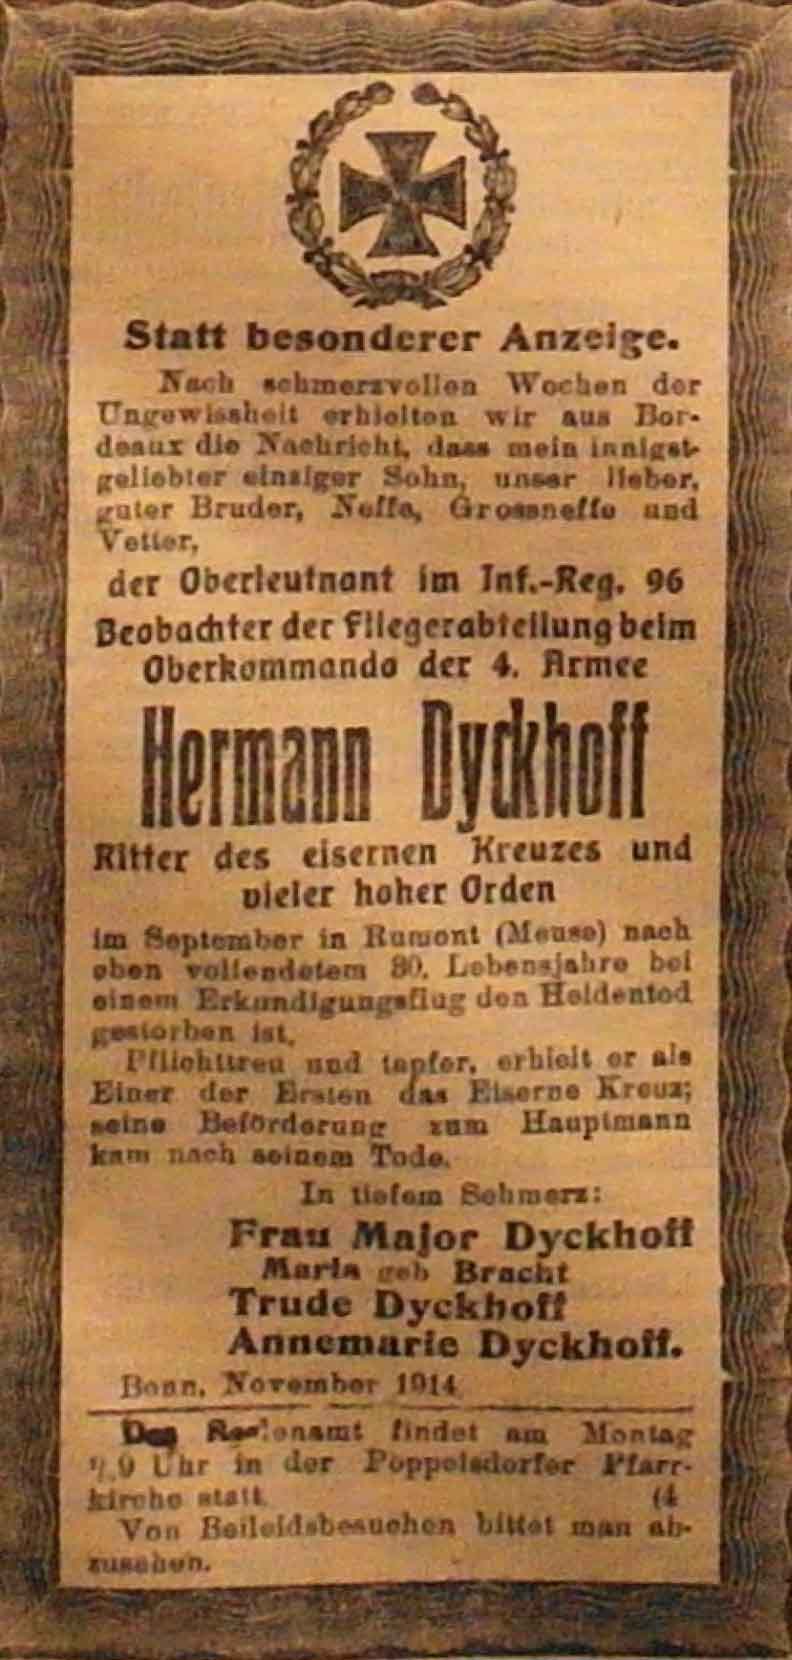 Statt besonderer Anzeige.
Nach schmerzvollen Wochen der
Ungewissheit erhielten wir aus Bor-
deaux die Nachricht, dass mein innigst-
geliebter einziger Sohn, unser lieber,
guter Bruder, Neffe, Grossneffe und
Vetter,
der Oberleutnant im Inf.-Reg. 96
Beobachter der Fliegerabteilung beim
Oberkommando der 4. Armee
Hermann Dyckhoff
Ritter des eisernen Kreuzes und
vieler hoher Orden
im September in Rumont (Meuse) nach
eben vollendetem 30. Lebensjahre bei
einem Erkundigungsflug den Heldentod
gestorben ist.
Pflichttreu und tapfer, erhielt er als
Einer der Ersten das Eiserne Kreuz;
seine Beförderung zum Hauptmann
kam nach seinem Tode.
In tiefem Schmerz:
Frau Major Dyckhoff
Maria geb Bracht
Trude Dyckhoff
Annemarie Dyckhoff.
Bonn, November 1914
Das findet am Montag
½9 Uhr in der Poppelsdorfer Pfarr-
kirche statt. (4
Von Beileidsbesuchen bittet man ab-
zusehen.